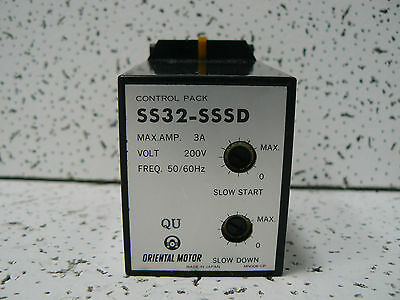 CONTROL PACK
SS32-SSSD
MAX. AMP. 3A
VOLT 200V
FREQ. 50/60Hz
MAX.
0
SLOW START
QU
MAX.
0
ORIENTAL MOTOR
MADE IN JAPAN
SLOW DOWN